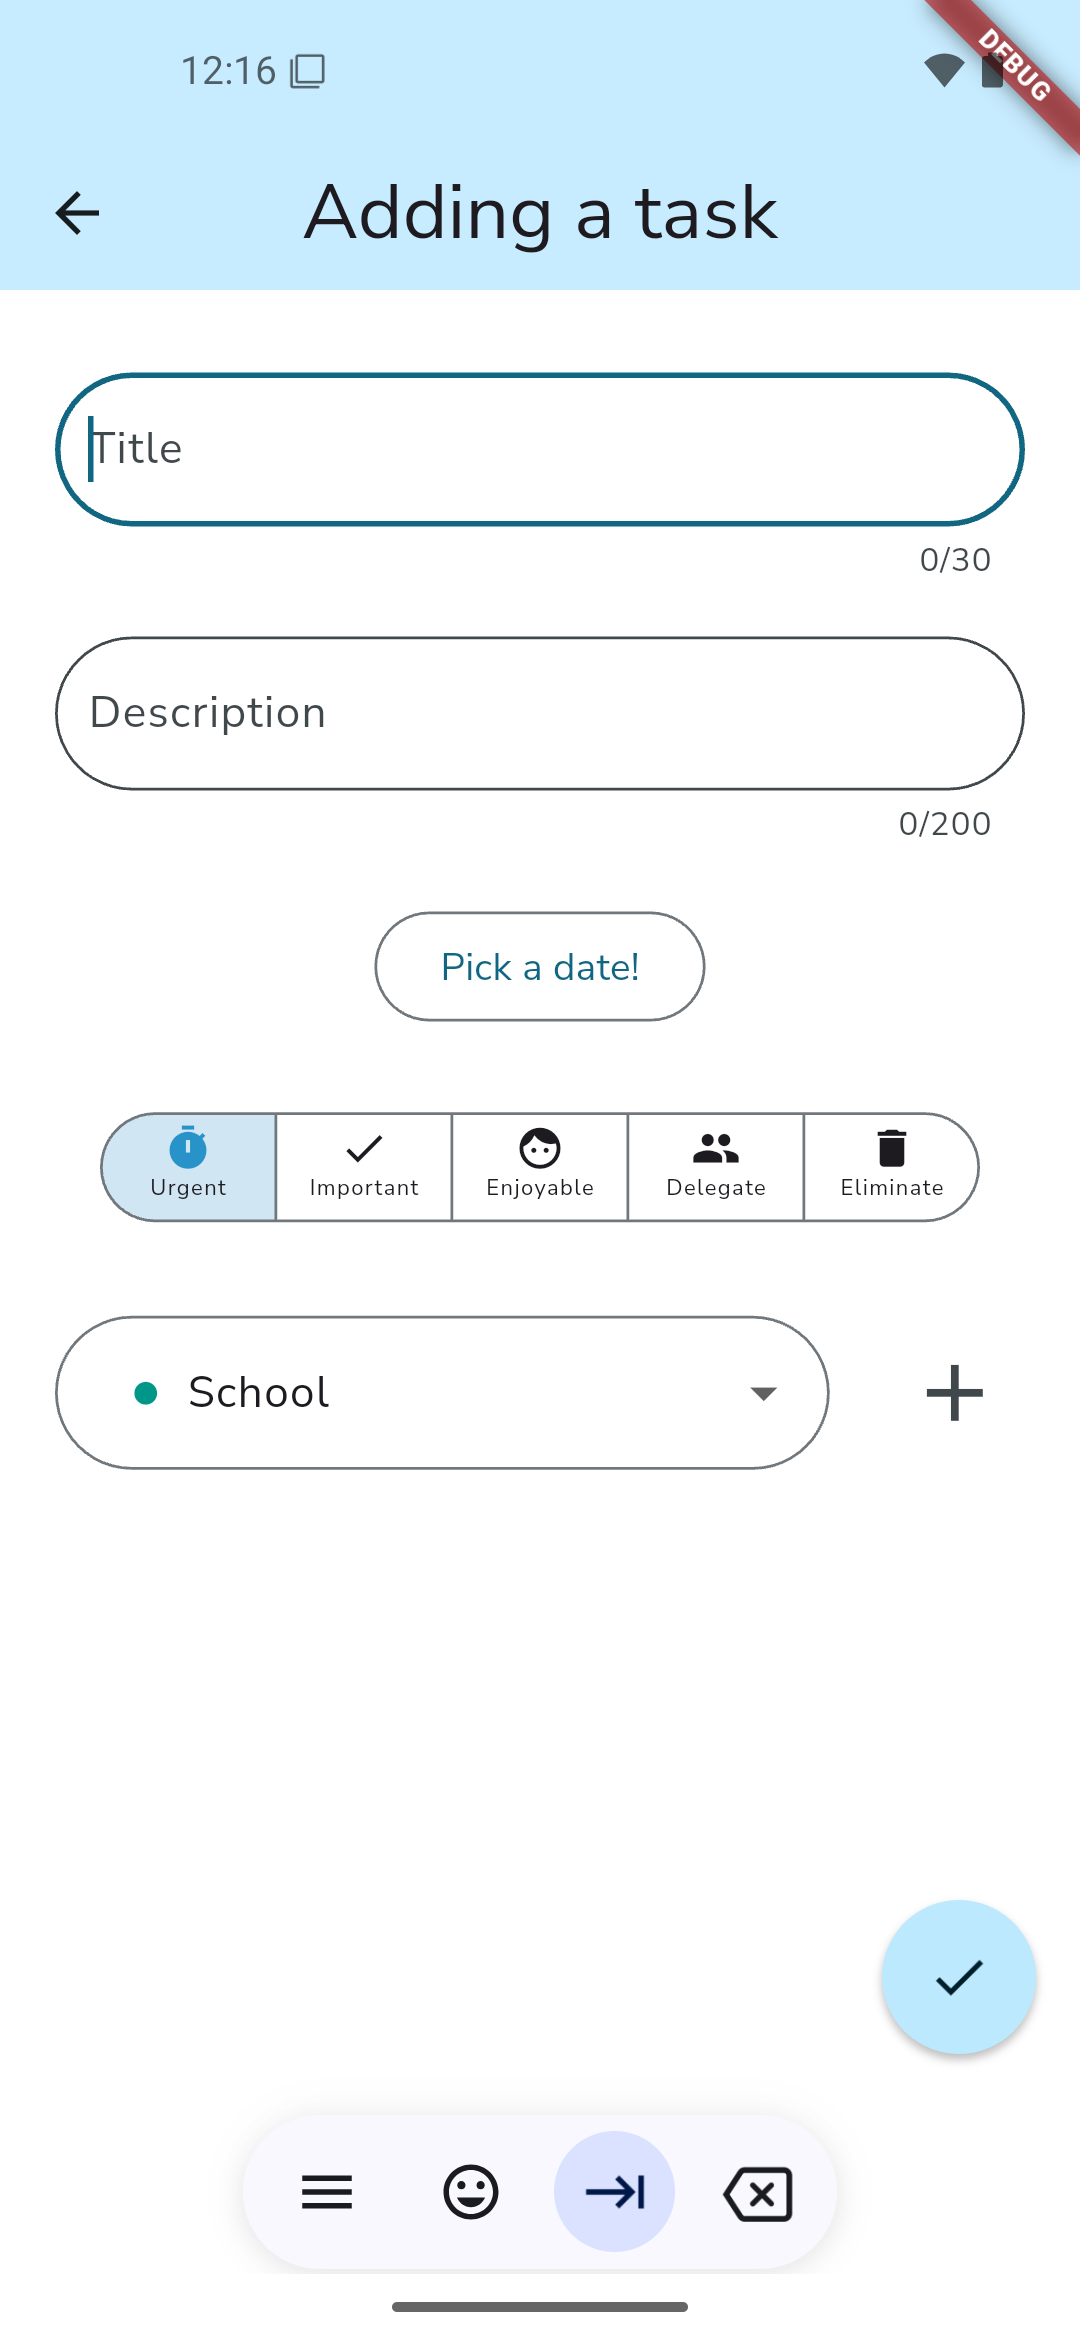 12:16
DEBUG
Adding a task
Title
0/30
Description
0/200
Pick a date!
Urgent Important Enjoyable Delegate Eliminate
School